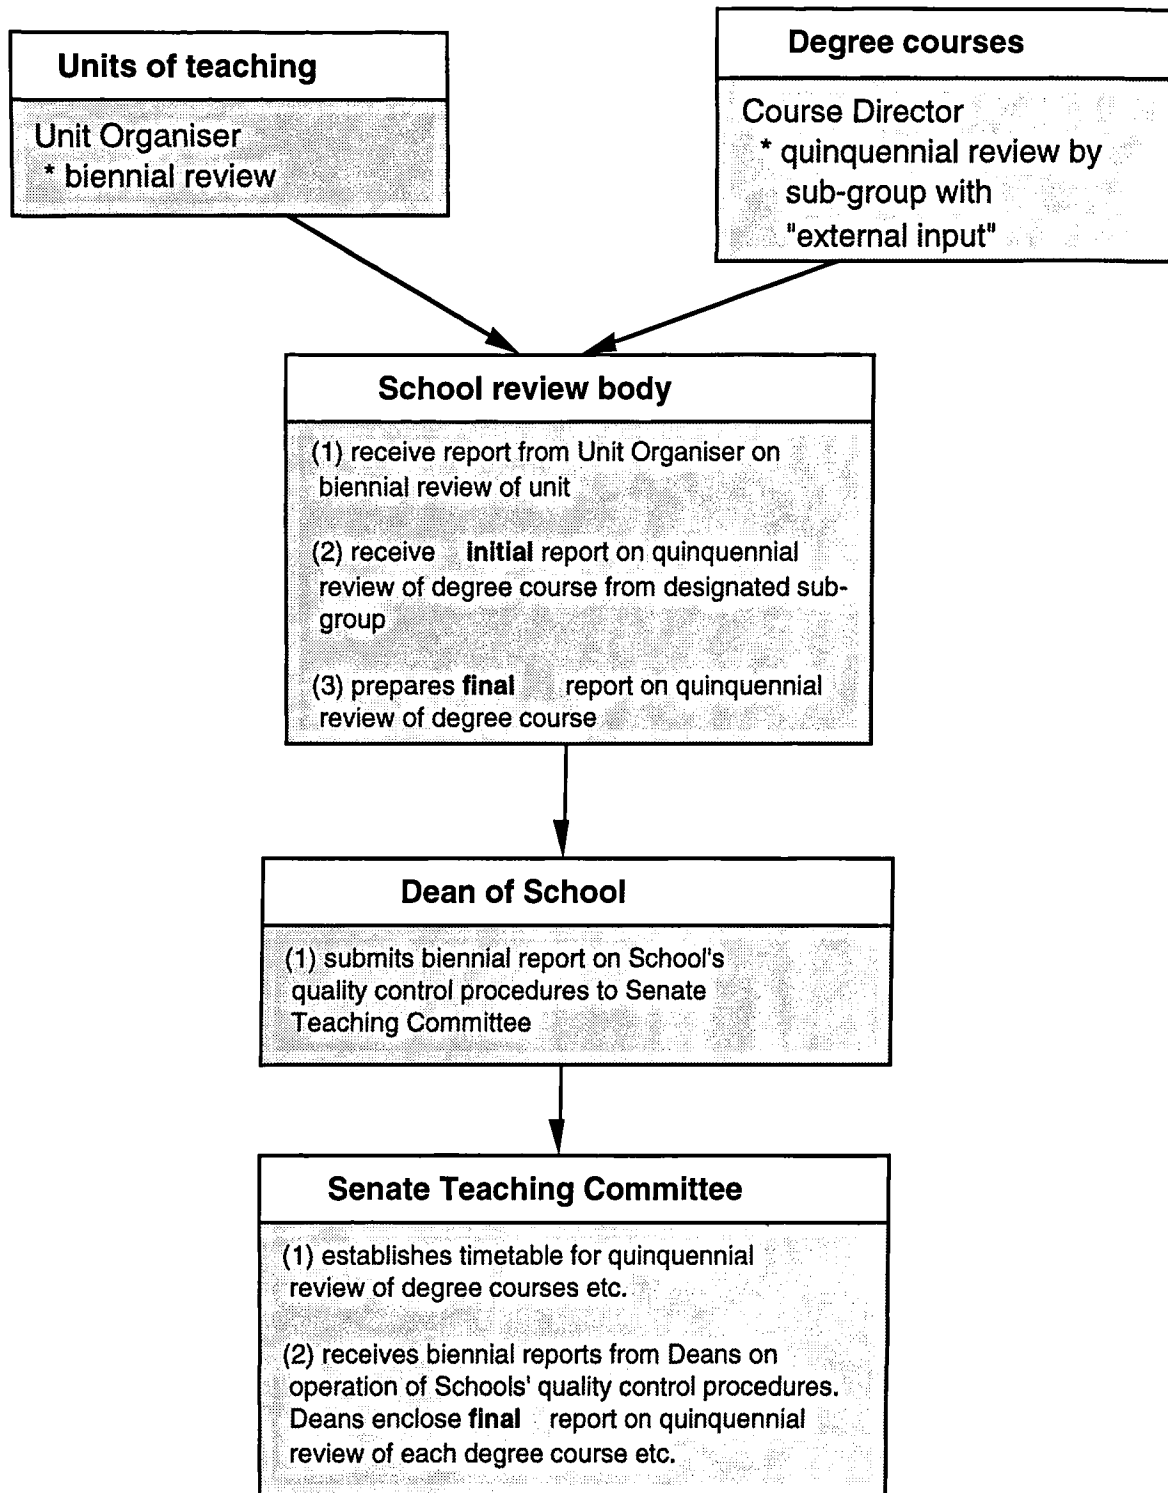 Units of teaching
Unit Organiser
* biennial review
Degree courses
Course Director
* quinquennial review by
sub-group with
"external input"
School review body
(1) receive report from Unit Organiser on
biennial review of unit
(2) receive initial report on quinquennial
review of degree course from designated sub-
group
(3) prepares final report on quinquennial
review of degree course
Dean of School
(1) submits biennial report on School's
quality control procedures to Senate
Teaching Committee
Senate Teaching Committee
(1) establishes timetable for quinquennial
review of degree courses etc.
(2) receives biennial reports from Deans on
operation of Schools' quality control procedures.
Deans enclose final report on quinquennial
review of each degree course etc.